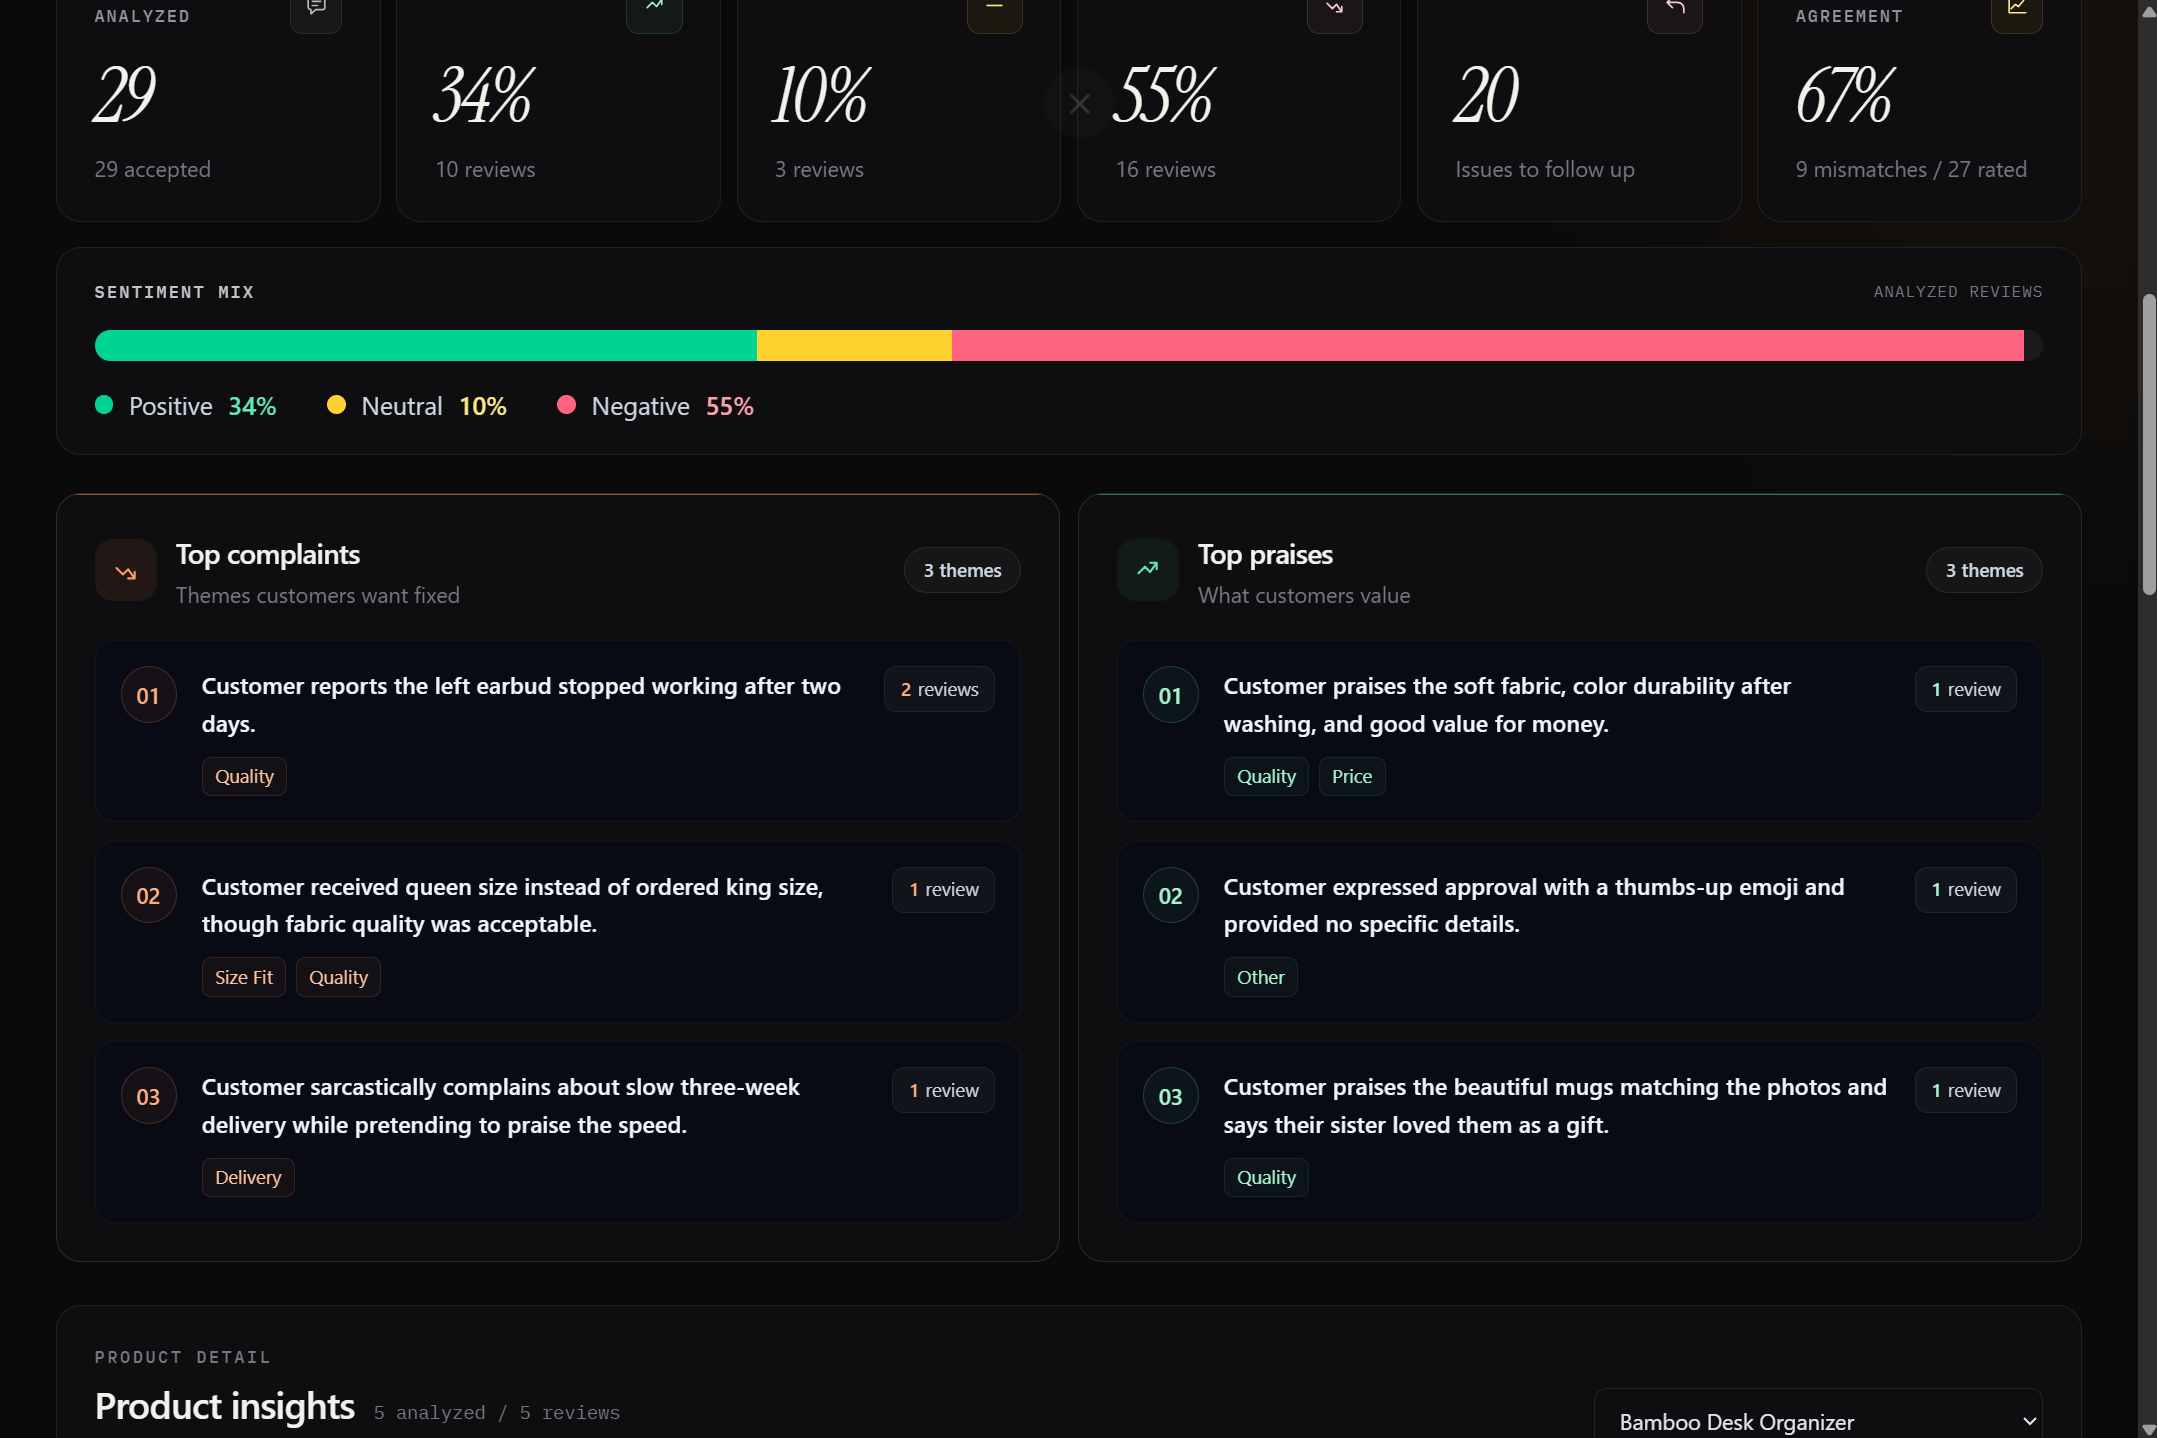 ANALYZED
AGREEMENT
29
34%
10%
55%
20
67%
29 accepted
10 reviews
3 reviews
16 reviews
Issues to follow up
9 mismatches / 27 rated
SENTIMENT MIX
ANALYZED REVIEWS
Positive 34%
Neutral 10%
Negative 55%
Top complaints
Themes customers want fixed
3 themes
01
Customer reports the left earbud stopped working after two
days.
2 reviews
Quality
02
Customer received queen size instead of ordered king size,
though fabric quality was acceptable.
1 review
Size Fit
Quality
03
Customer sarcastically complains about slow three-week
delivery while pretending to praise the speed.
1 review
Delivery
Top praises
What customers value
3 themes
01
Customer praises the soft fabric, color durability after
washing, and good value for money.
1 review
Quality
Price
02
Customer expressed approval with a thumbs-up emoji and
provided no specific details.
1 review
Other
03
Customer praises the beautiful mugs matching the photos and
says their sister loved them as a gift.
1 review
Quality
PRODUCT DETAIL
Product insights 5 analyzed / 5 reviews
Bamboo Desk Organizer